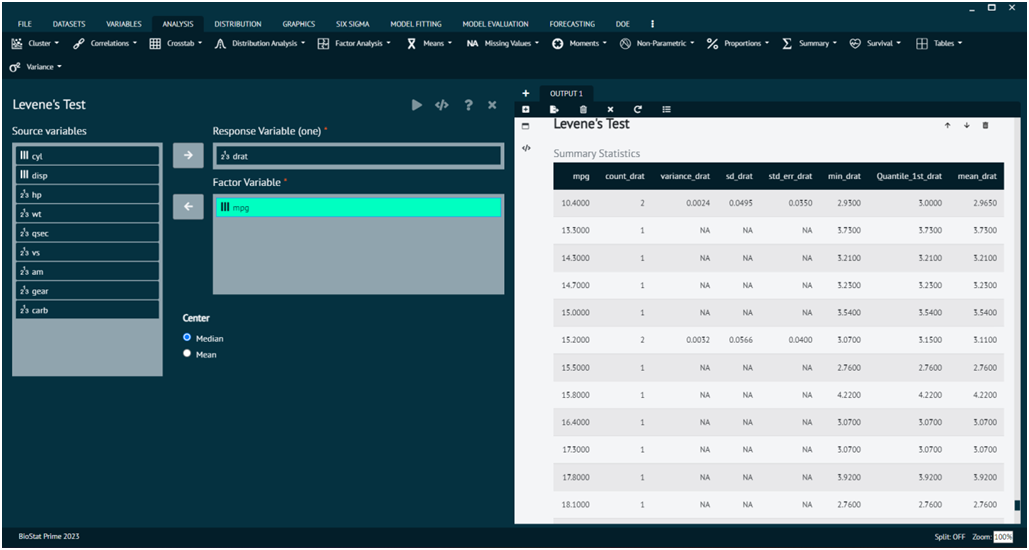 FILE DATASETS VARIABLES ANALYSIS DISTRIBUTION GRAPHICS SIX SIGMA MODEL FITTING MODEL EVALUATION FORECASTING DOE
Cluster Correlations Crosstab Distribution Analysis Factor Analysis Means NA Missing Values Moments Non-Parametric Proportions Summary Survival Tables
σ² Variance
Levene's Test
Source variables
cyl
disp
hp
wt
qsec
vs
am
gear
carb
Response Variable (one) *
drat
Factor Variable *
mpg
Center
Median
Mean
OUTPUT 1
Levene's Test
Summary Statistics
mpg count_drat variance_drat sd_drat std_err_drat min_drat Quantile_1st_drat mean_drat
10.4000 2 0.0024 0.0495 0.0350 2.9300 3.0000 2.9650
13.3000 1 NA NA NA 3.7300 3.7300 3.7300
14.3000 1 NA NA NA 3.2100 3.2100 3.2100
14.7000 1 NA NA NA 3.2300 3.2300 3.2300
15.0000 1 NA NA NA 3.5400 3.5400 3.5400
15.2000 2 0.0032 0.0566 0.0400 3.0700 3.1500 3.1100
15.5000 1 NA NA NA 2.7600 2.7600 2.7600
15.8000 1 NA NA NA 4.2200 4.2200 4.2200
16.4000 1 NA NA NA 3.0700 3.0700 3.0700
17.3000 1 NA NA NA 3.0700 3.0700 3.0700
17.8000 1 NA NA NA 3.9200 3.9200 3.9200
18.1000 1 NA NA NA 2.7600 2.7600 2.7600
BioStat Prime 2023
Split: OFF Zoom: 100%